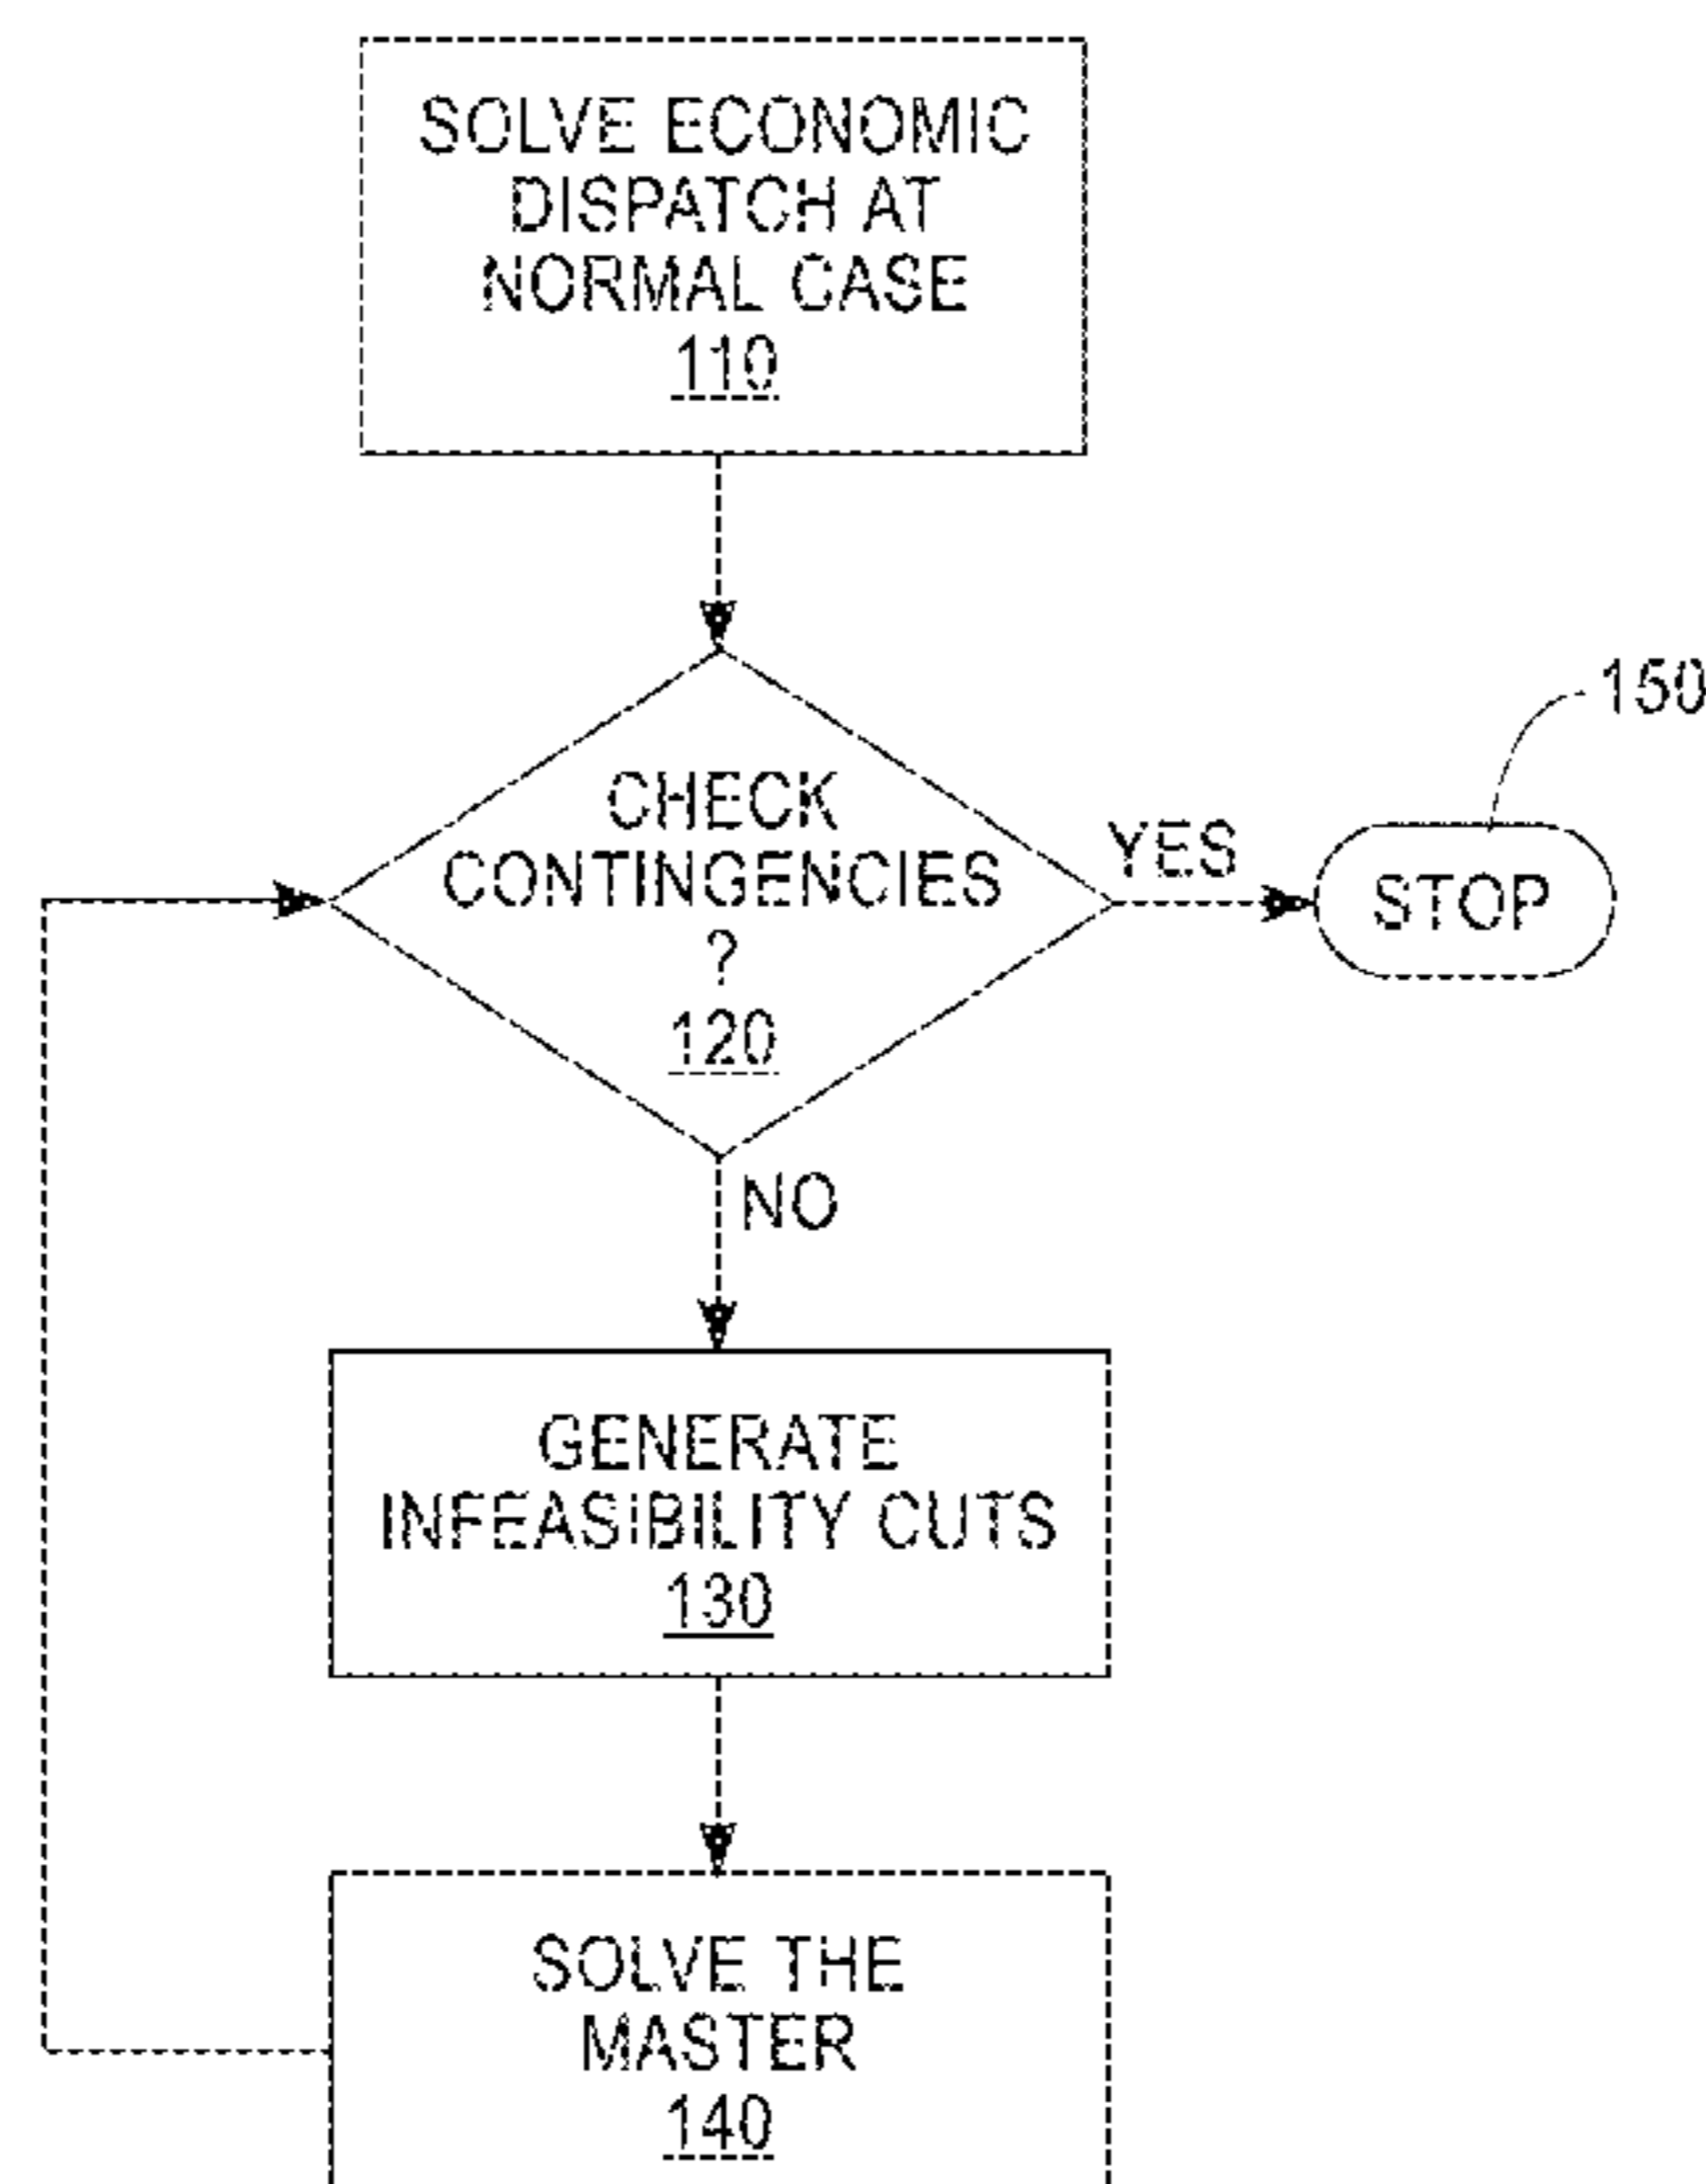 SOLVE ECONOMIC
DISPATCH AT
NORMAL CASE
110
150
CHECK
CONTINGENCIES
?
120
YES
STOP
NO
GENERATE
INFEASIBILITY CUTS
130
SOLVE THE
MASTER
140